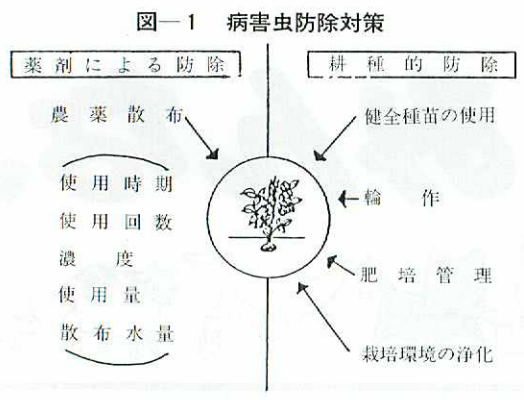 図―1 病害虫防除対策
薬剤による防除
農薬散布
使用時期
使用回数
濃度
使用量
散布水量
耕種的防除
健全種苗の使用
輪作
肥培管理
栽培環境の浄化